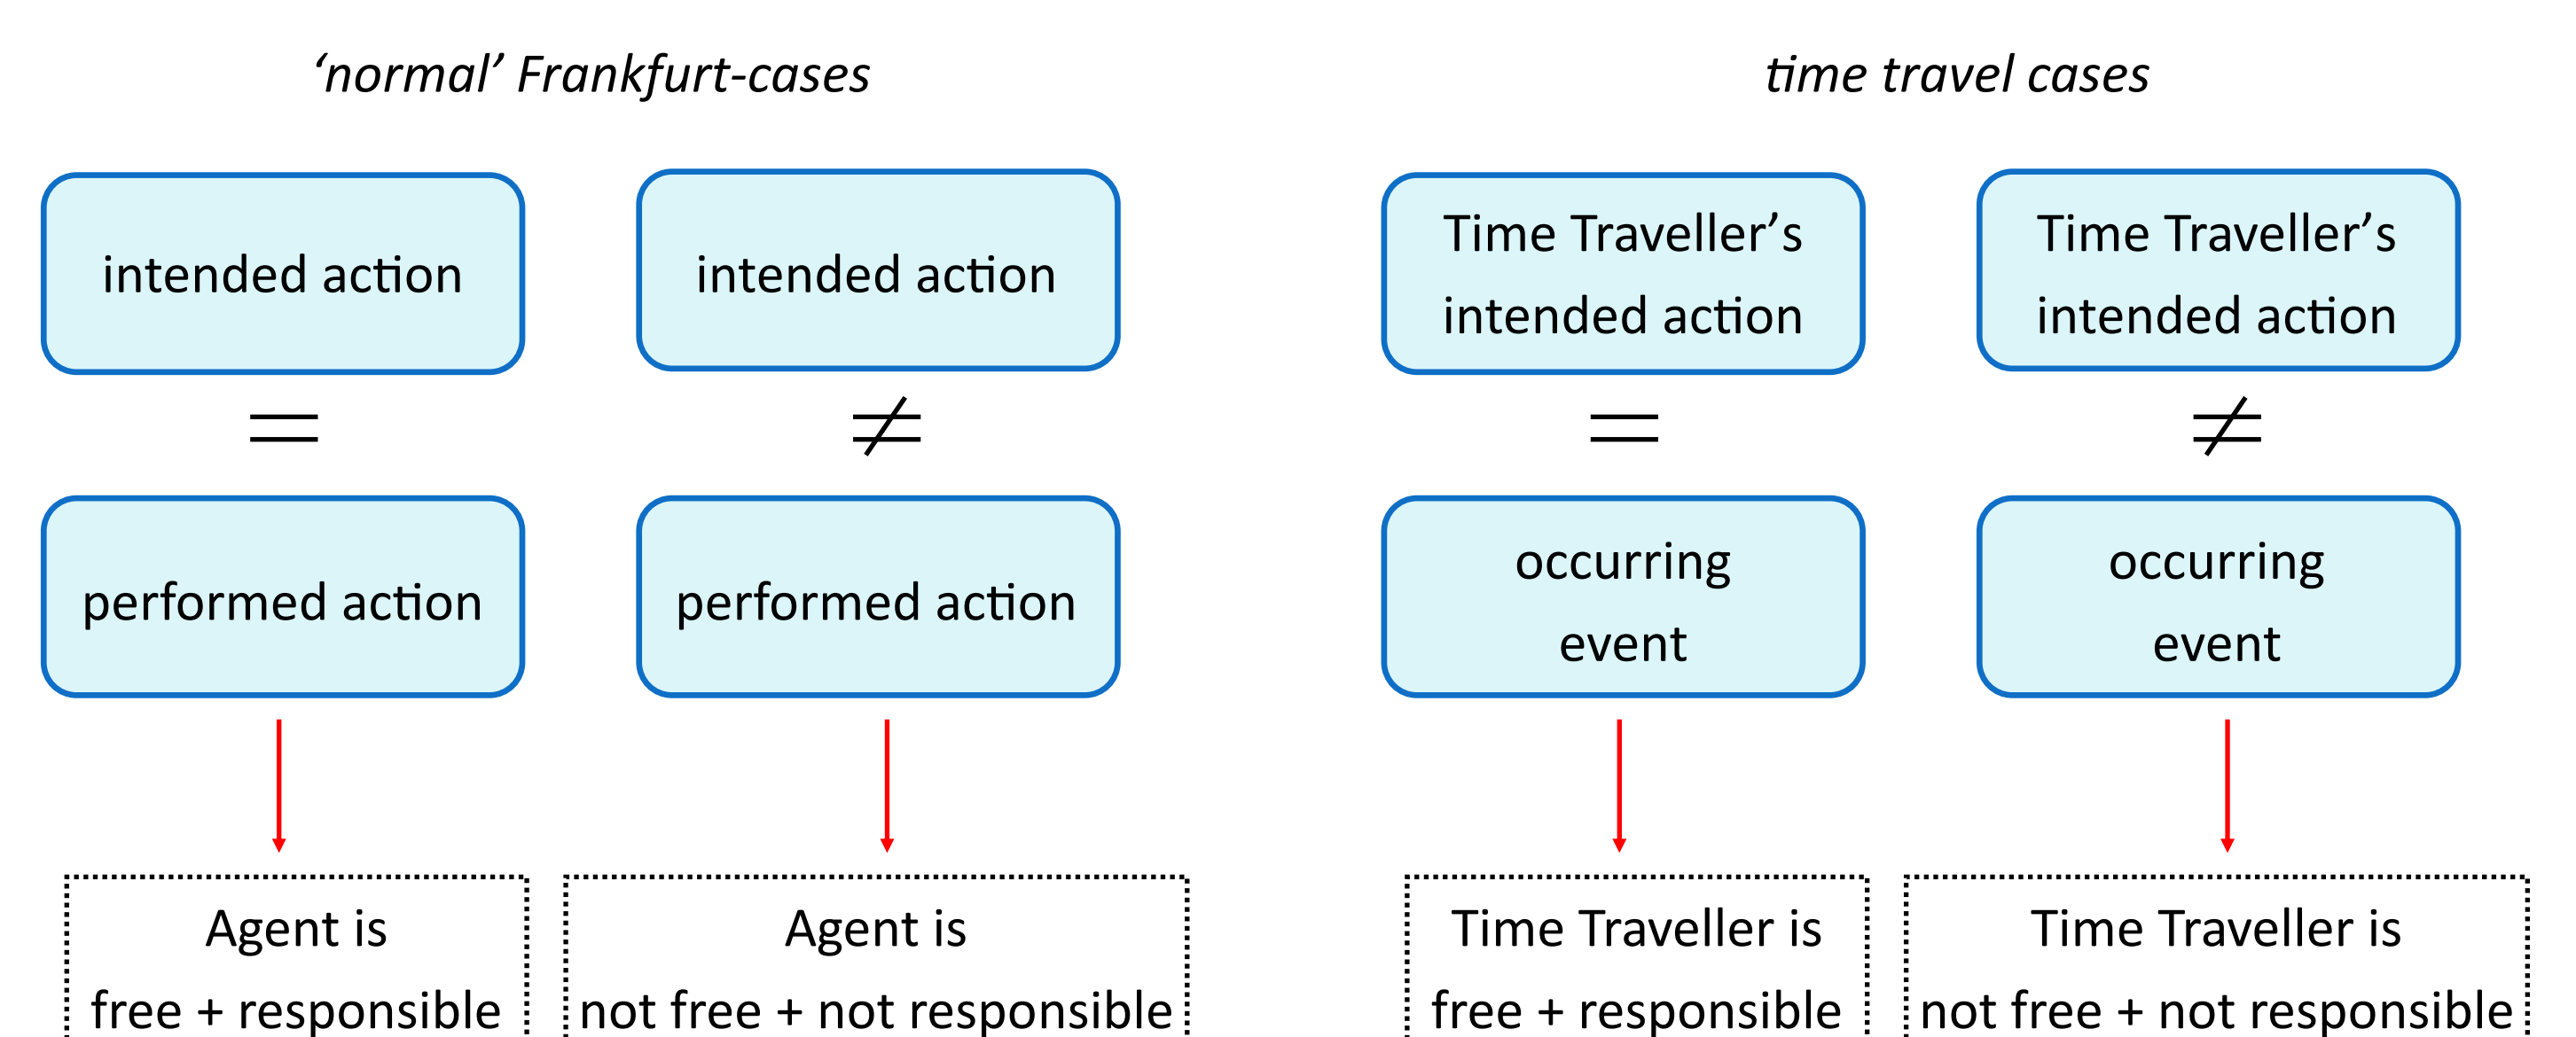 ‘normal’ Frankfurt-cases
intended action
=
performed action
Agent is
free + responsible
intended action
≠
performed action
Agent is
not free + not responsible
time travel cases
Time Traveller’s
intended action
=
occurring
event
Time Traveller is
free + responsible
Time Traveller’s
intended action
≠
occurring
event
Time Traveller is
not free + not responsible